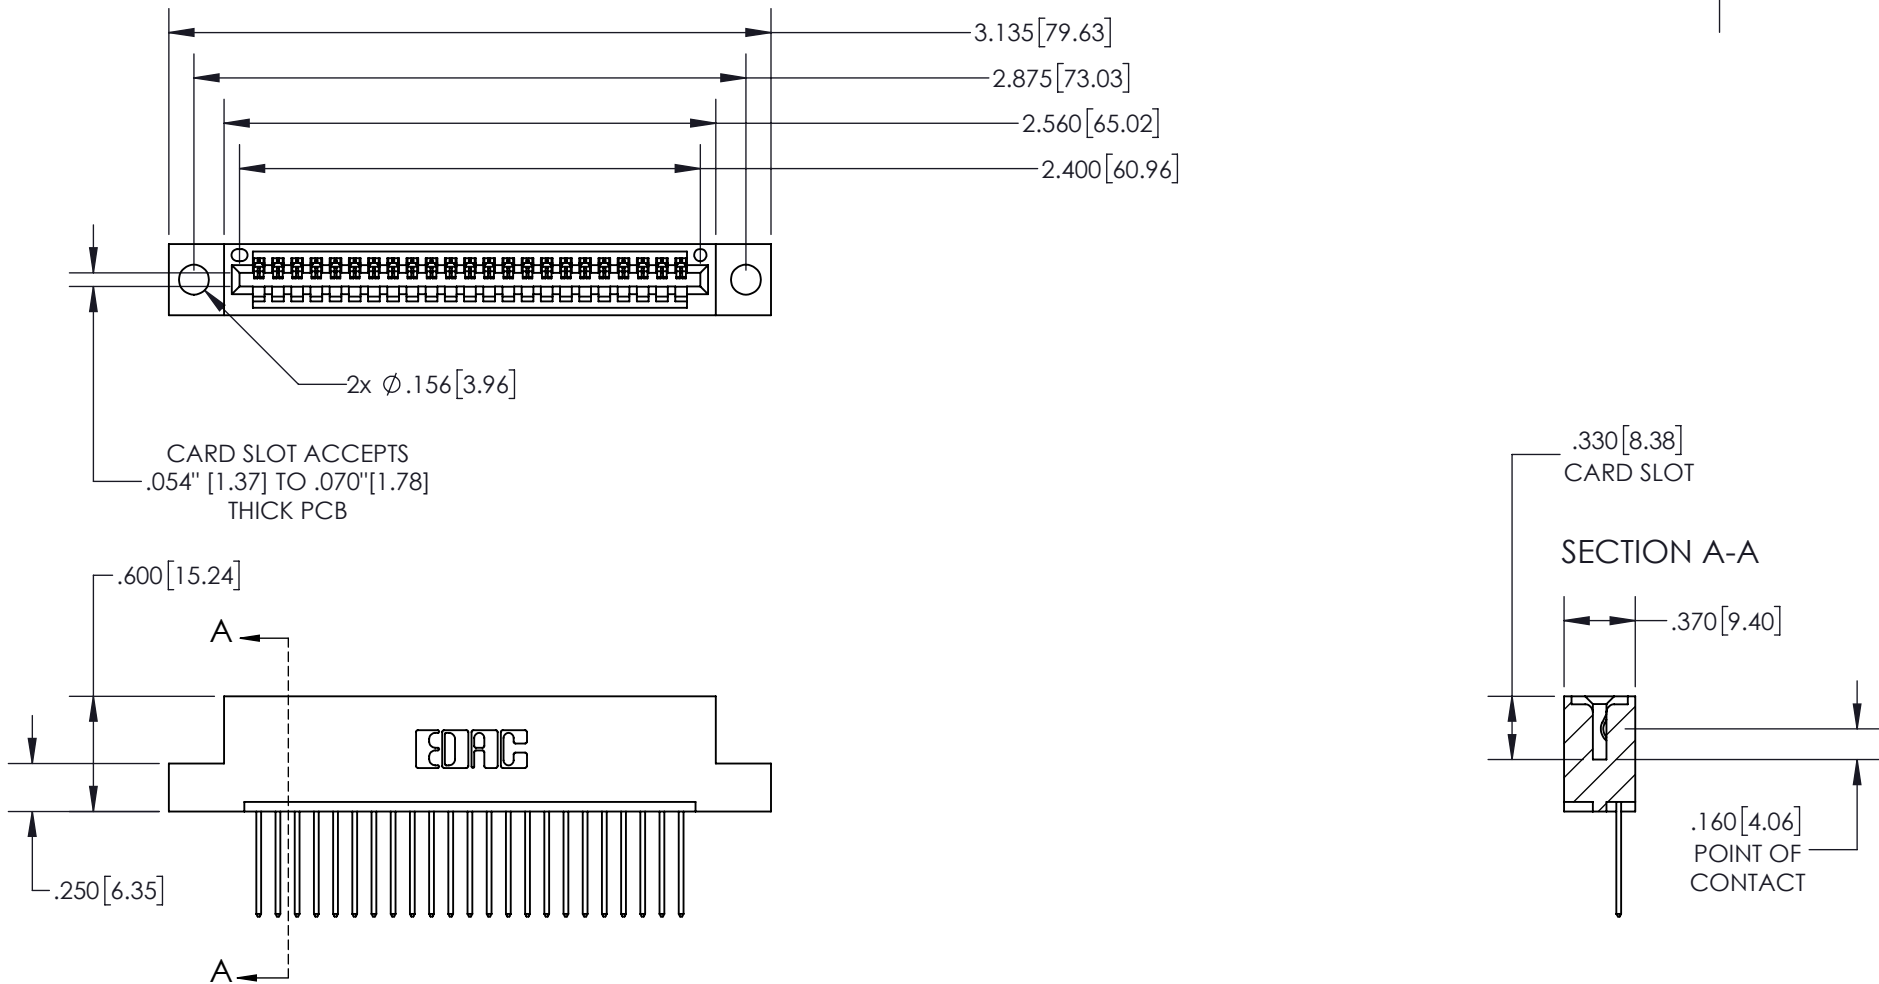 3.135[79.63]
2.875[73.03]
2.560[65.02]
2.400[60.96]
2x Ø.156[3.96]
CARD SLOT ACCEPTS
.054" [1.37] TO .070"[1.78]
THICK PCB
.330[8.38]
CARD SLOT
SECTION A-A
.600[15.24]
.370[9.40]
A
EDAC
.160[4.06]
POINT OF
CONTACT
.250[6.35]
A